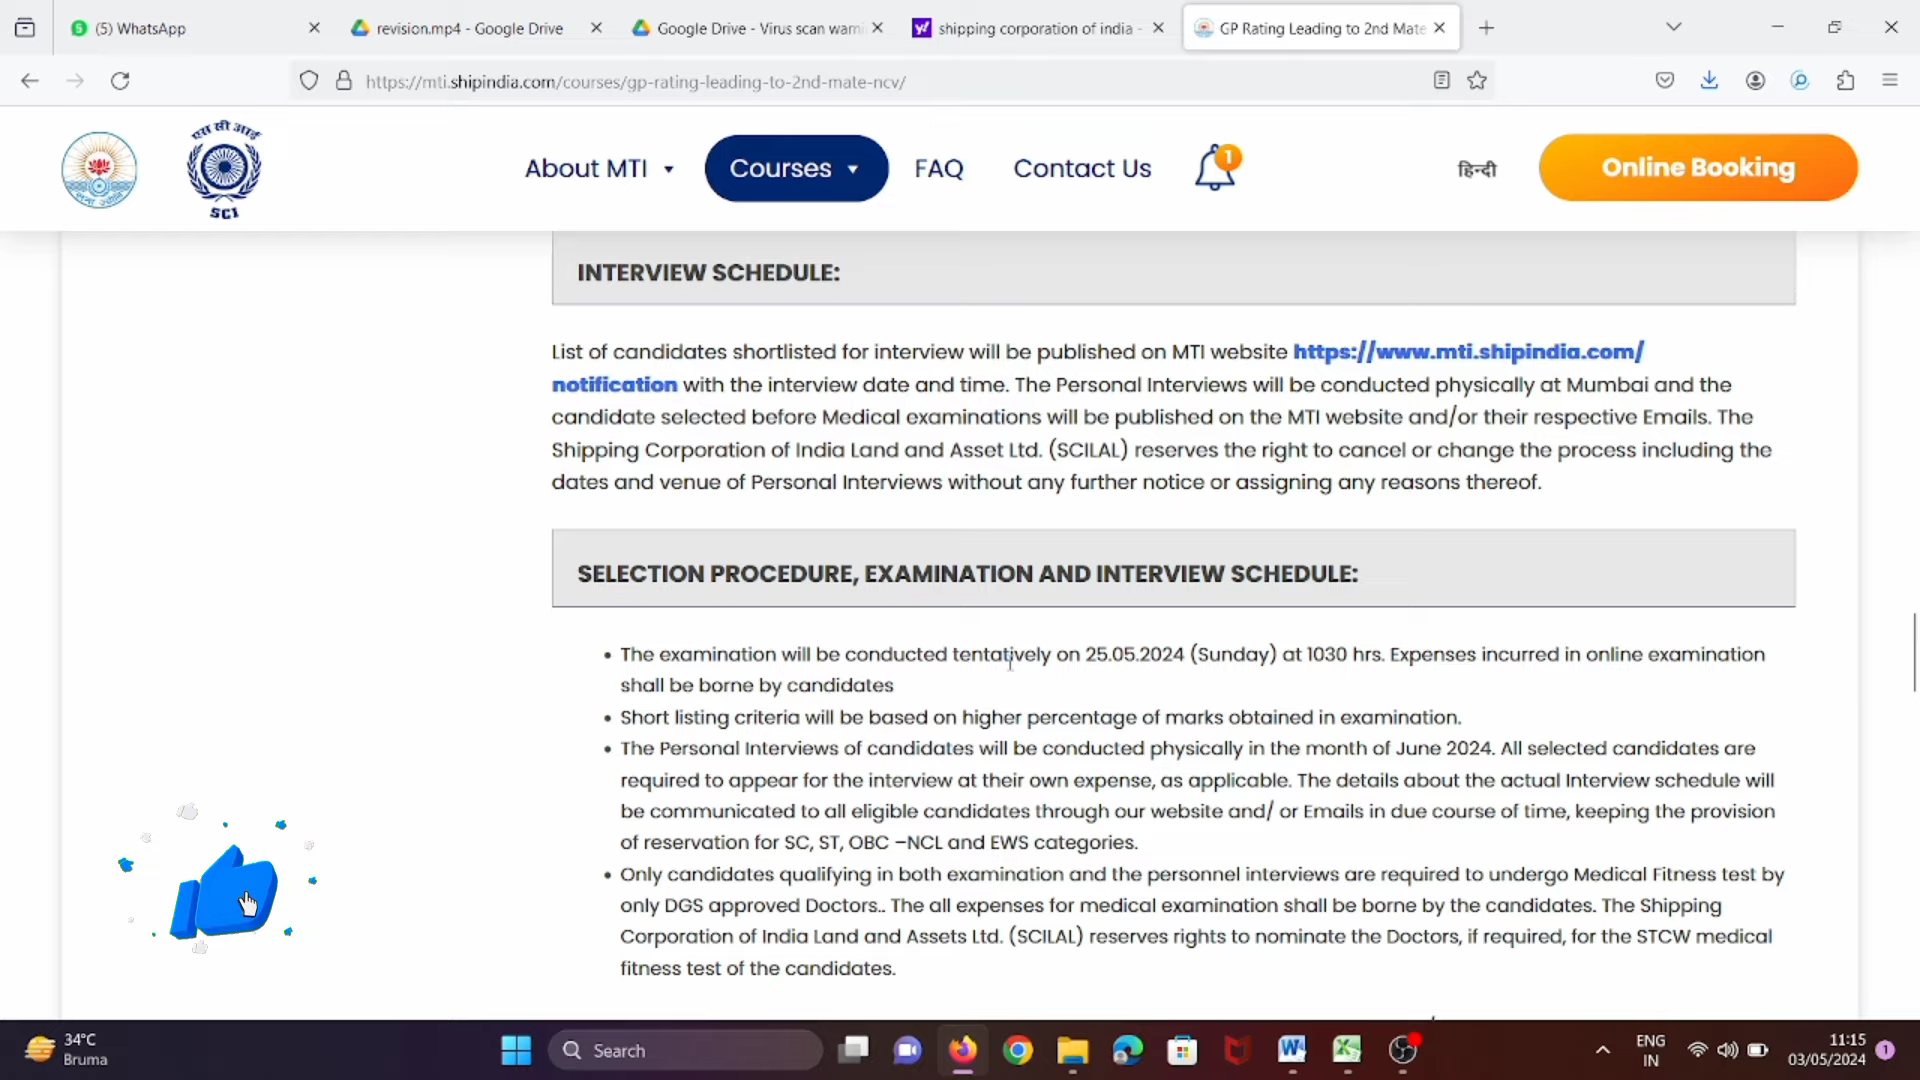 (5) WhatsApp
revision.mp4 - Google Drive
Google Drive - Virus scan warni
shipping corporation of india -
GP Rating Leading to 2nd Mate
https://mti.shipindia.com/courses/gp-rating-leading-to-2nd-mate-ncv/
एस सी आई
SCI
About MTI
Courses
FAQ
Contact Us
1
हिन्दी
Online Booking
INTERVIEW SCHEDULE:
List of candidates shortlisted for interview will be published on MTI website https://www.mti.shipindia.com/
notification with the interview date and time. The Personal Interviews will be conducted physically at Mumbai and the
candidate selected before Medical examinations will be published on the MTI website and/or their respective Emails. The
Shipping Corporation of India Land and Asset Ltd. (SCILAL) reserves the right to cancel or change the process including the
dates and venue of Personal Interviews without any further notice or assigning any reasons thereof.
SELECTION PROCEDURE, EXAMINATION AND INTERVIEW SCHEDULE:
• The examination will be conducted tentatively on 25.05.2024 (Sunday) at 1030 hrs. Expenses incurred in online examination
shall be borne by candidates
• Short listing criteria will be based on higher percentage of marks obtained in examination.
• The Personal Interviews of candidates will be conducted physically in the month of June 2024. All selected candidates are
required to appear for the interview at their own expense, as applicable. The details about the actual Interview schedule will
be communicated to all eligible candidates through our website and/ or Emails in due course of time, keeping the provision
of reservation for SC, ST, OBC –NCL and EWS categories.
• Only candidates qualifying in both examination and the personnel interviews are required to undergo Medical Fitness test by
only DGS approved Doctors.. The all expenses for medical examination shall be borne by the candidates. The Shipping
Corporation of India Land and Assets Ltd. (SCILAL) reserves rights to nominate the Doctors, if required, for the STCW medical
fitness test of the candidates.
34°C
Bruma
Search
ENG
IN
11:15
03/05/2024
1